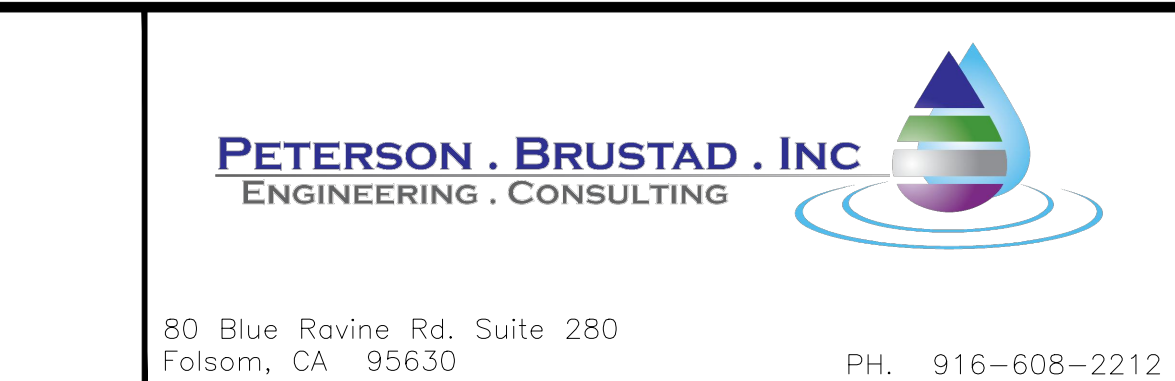 PETERSON . BRUSTAD . INC
ENGINEERING . CONSULTING
80 Blue Ravine Rd. Suite 280
Folsom, CA 95630
PH. 916-608-2212